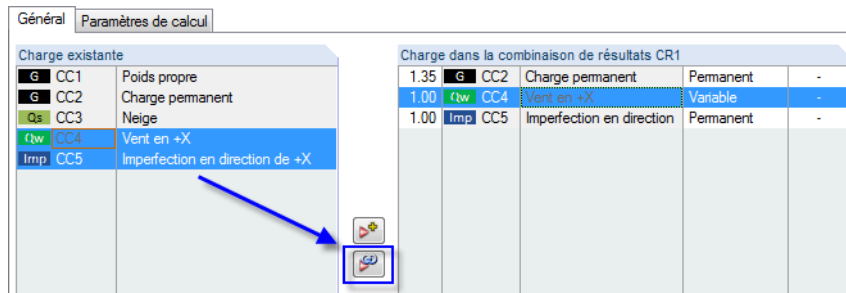 Général Paramètres de calcul
Charge existante
G CC1 Poids propre
G CC2 Charge permanent
Qs CC3 Neige
Qw CC4 Vent en +X
Imp CC5 Imperfection en direction de +X
Charge dans la combinaison de résultats CR1
1.35 G CC2 Charge permanent Permanent -
1.00 Qw CC4 Vent en +X Variable -
1.00 Imp CC5 Imperfection en direction Permanent -